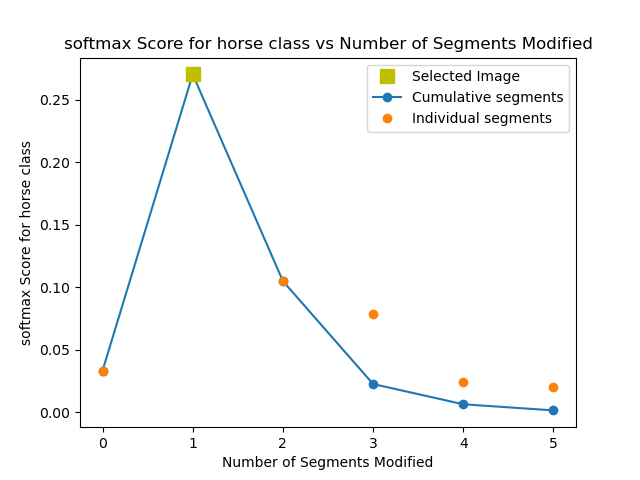 softmax Score for horse class vs Number of Segments Modified
Selected Image
Cumulative segments
Individual segments
softmax Score for horse class
0.25
0.20
0.15
0.10
0.05
0.00
0 1 2 3 4 5
Number of Segments Modified